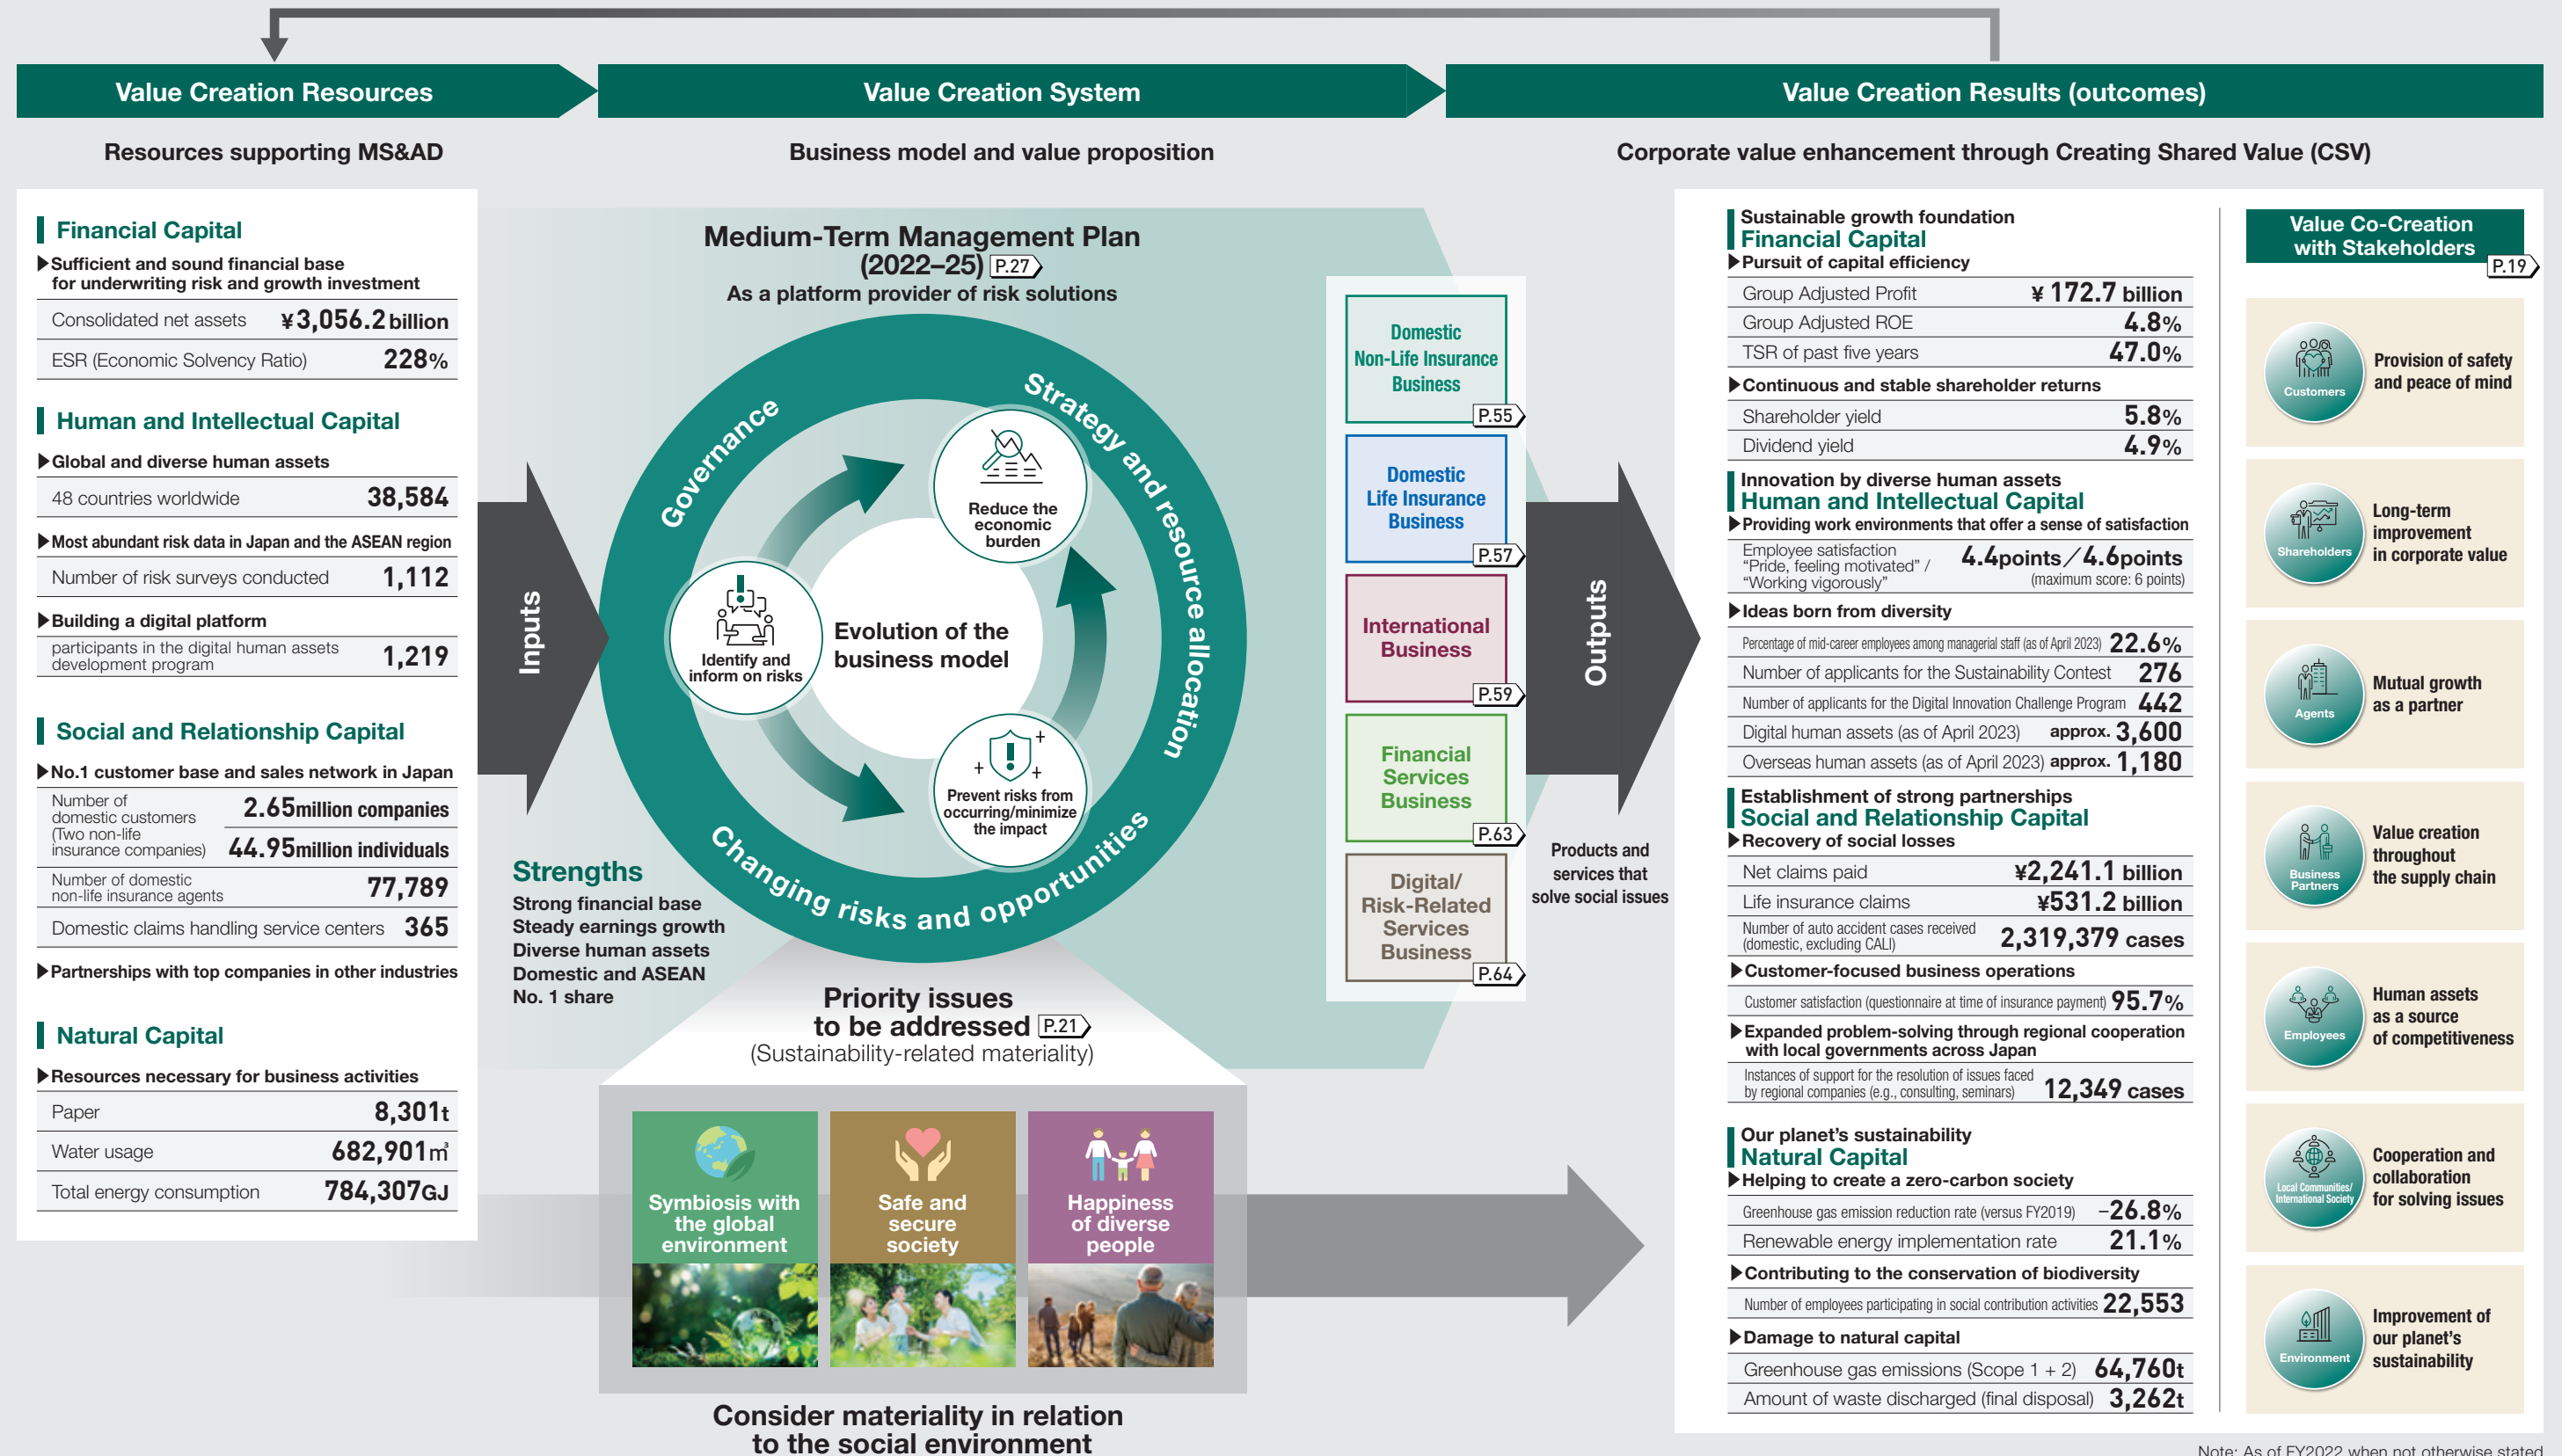 Value Creation Resources
Value Creation System
Value Creation Results (outcomes)
Resources supporting MS&AD
Business model and value proposition
Corporate value enhancement through Creating Shared Value (CSV)
Financial Capital
▶Sufficient and sound financial base
for underwriting risk and growth investment
Consolidated net assets ¥3,056.2 billion
ESR (Economic Solvency Ratio) 228%
Human and Intellectual Capital
▶Global and diverse human assets
48 countries worldwide 38,584
▶Most abundant risk data in Japan and the ASEAN region
Number of risk surveys conducted 1,112
▶Building a digital platform
participants in the digital human assets
development program 1,219
Social and Relationship Capital
▶No.1 customer base and sales network in Japan
Number of
domestic customers
(Two non-life
insurance companies)
2.65million companies
44.95million individuals
Number of domestic
non-life insurance agents 77,789
Domestic claims handling service centers 365
▶Partnerships with top companies in other industries
Natural Capital
▶Resources necessary for business activities
Paper 8,301t
Water usage 682,901㎥
Total energy consumption 784,307GJ
Inputs
Medium-Term Management Plan
(2022–25) P.27
As a platform provider of risk solutions
Governance
Strategy and resource allocation
Changing risks and opportunities
Reduce the
economic
burden
Identify and
inform on risks
Evolution of the
business model
Prevent risks from
occurring/minimize
the impact
Strengths
Strong financial base
Steady earnings growth
Diverse human assets
Domestic and ASEAN
No. 1 share
Priority issues
to be addressed P.21
(Sustainability-related materiality)
Symbiosis with
the global
environment
Safe and
secure
society
Happiness
of diverse
people
Consider materiality in relation
to the social environment
Domestic
Non-Life Insurance
Business
P.55
Domestic
Life Insurance
Business
P.57
International
Business
P.59
Financial
Services
Business
P.63
Digital/
Risk-Related
Services
Business
P.64
Outputs
Products and
services that
solve social issues
Sustainable growth foundation
Financial Capital
▶Pursuit of capital efficiency
Group Adjusted Profit ¥ 172.7 billion
Group Adjusted ROE 4.8%
TSR of past five years 47.0%
▶Continuous and stable shareholder returns
Shareholder yield 5.8%
Dividend yield 4.9%
Innovation by diverse human assets
Human and Intellectual Capital
▶Providing work environments that offer a sense of satisfaction
Employee satisfaction
“Pride, feeling motivated” /
“Working vigorously”
4.4points／4.6points
(maximum score: 6 points)
▶Ideas born from diversity
Percentage of mid-career employees among managerial staff (as of April 2023) 22.6%
Number of applicants for the Sustainability Contest 276
Number of applicants for the Digital Innovation Challenge Program 442
Digital human assets (as of April 2023) approx. 3,600
Overseas human assets (as of April 2023) approx. 1,180
Establishment of strong partnerships
Social and Relationship Capital
▶Recovery of social losses
Net claims paid ¥2,241.1 billion
Life insurance claims ¥531.2 billion
Number of auto accident cases received
(domestic, excluding CALI) 2,319,379 cases
▶Customer-focused business operations
Customer satisfaction (questionnaire at time of insurance payment) 95.7%
▶Expanded problem-solving through regional cooperation
with local governments across Japan
Instances of support for the resolution of issues faced
by regional companies (e.g., consulting, seminars) 12,349 cases
Our planet’s sustainability
Natural Capital
▶Helping to create a zero-carbon society
Greenhouse gas emission reduction rate (versus FY2019) –26.8%
Renewable energy implementation rate 21.1%
▶Contributing to the conservation of biodiversity
Number of employees participating in social contribution activities 22,553
▶Damage to natural capital
Greenhouse gas emissions (Scope 1 + 2) 64,760t
Amount of waste discharged (final disposal) 3,262t
Value Co-Creation
with Stakeholders
P.19
Customers
Provision of safety
and peace of mind
Shareholders
Long-term
improvement
in corporate value
Agents
Mutual growth
as a partner
Business
Partners
Value creation
throughout
the supply chain
Employees
Human assets
as a source
of competitiveness
Local Communities/
International Society
Cooperation and
collaboration
for solving issues
Environment
Improvement of
our planet’s
sustainability
Note: As of FY2022 when not otherwise stated